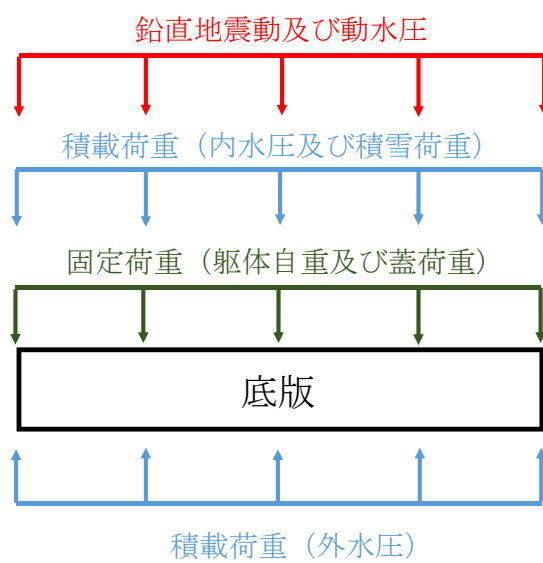 鉛直地震動及び動水圧
積載荷重（内水圧及び積雪荷重）
固定荷重（躯体自重及び蓋荷重）
底版
積載荷重（外水圧）